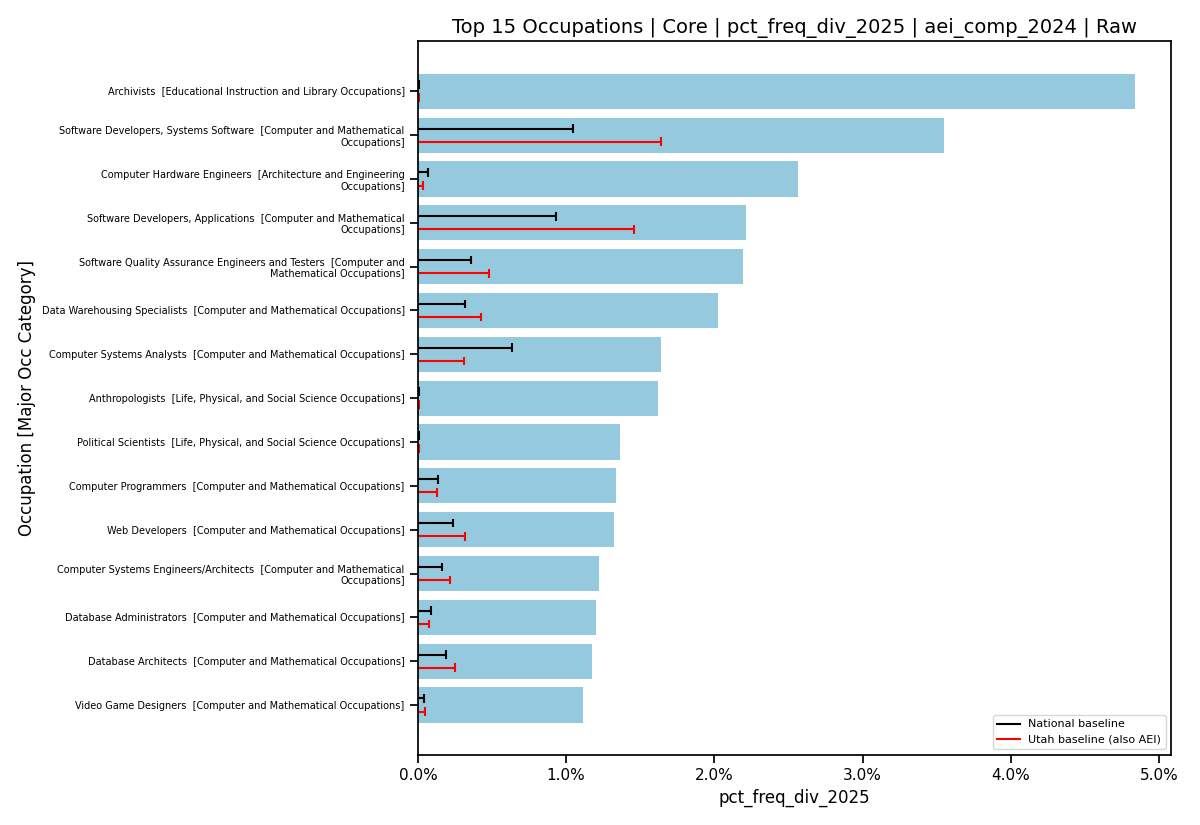 Top 15 Occupations | Core | pct_freq_div_2025 | aei_comp_2024 | Raw
Occupation [Major Occ Category]
Archivists  [Educational Instruction and Library Occupations]
Software Developers, Systems Software  [Computer and Mathematical
Occupations]
Computer Hardware Engineers  [Architecture and Engineering
Occupations]
Software Developers, Applications  [Computer and Mathematical
Occupations]
Software Quality Assurance Engineers and Testers  [Computer and
Mathematical Occupations]
Data Warehousing Specialists  [Computer and Mathematical Occupations]
Computer Systems Analysts  [Computer and Mathematical Occupations]
Anthropologists  [Life, Physical, and Social Science Occupations]
Political Scientists  [Life, Physical, and Social Science Occupations]
Computer Programmers  [Computer and Mathematical Occupations]
Web Developers  [Computer and Mathematical Occupations]
Computer Systems Engineers/Architects  [Computer and Mathematical
Occupations]
Database Administrators  [Computer and Mathematical Occupations]
Database Architects  [Computer and Mathematical Occupations]
Video Game Designers  [Computer and Mathematical Occupations]
National baseline
Utah baseline (also AEI)
0.0% 1.0% 2.0% 3.0% 4.0% 5.0%
pct_freq_div_2025